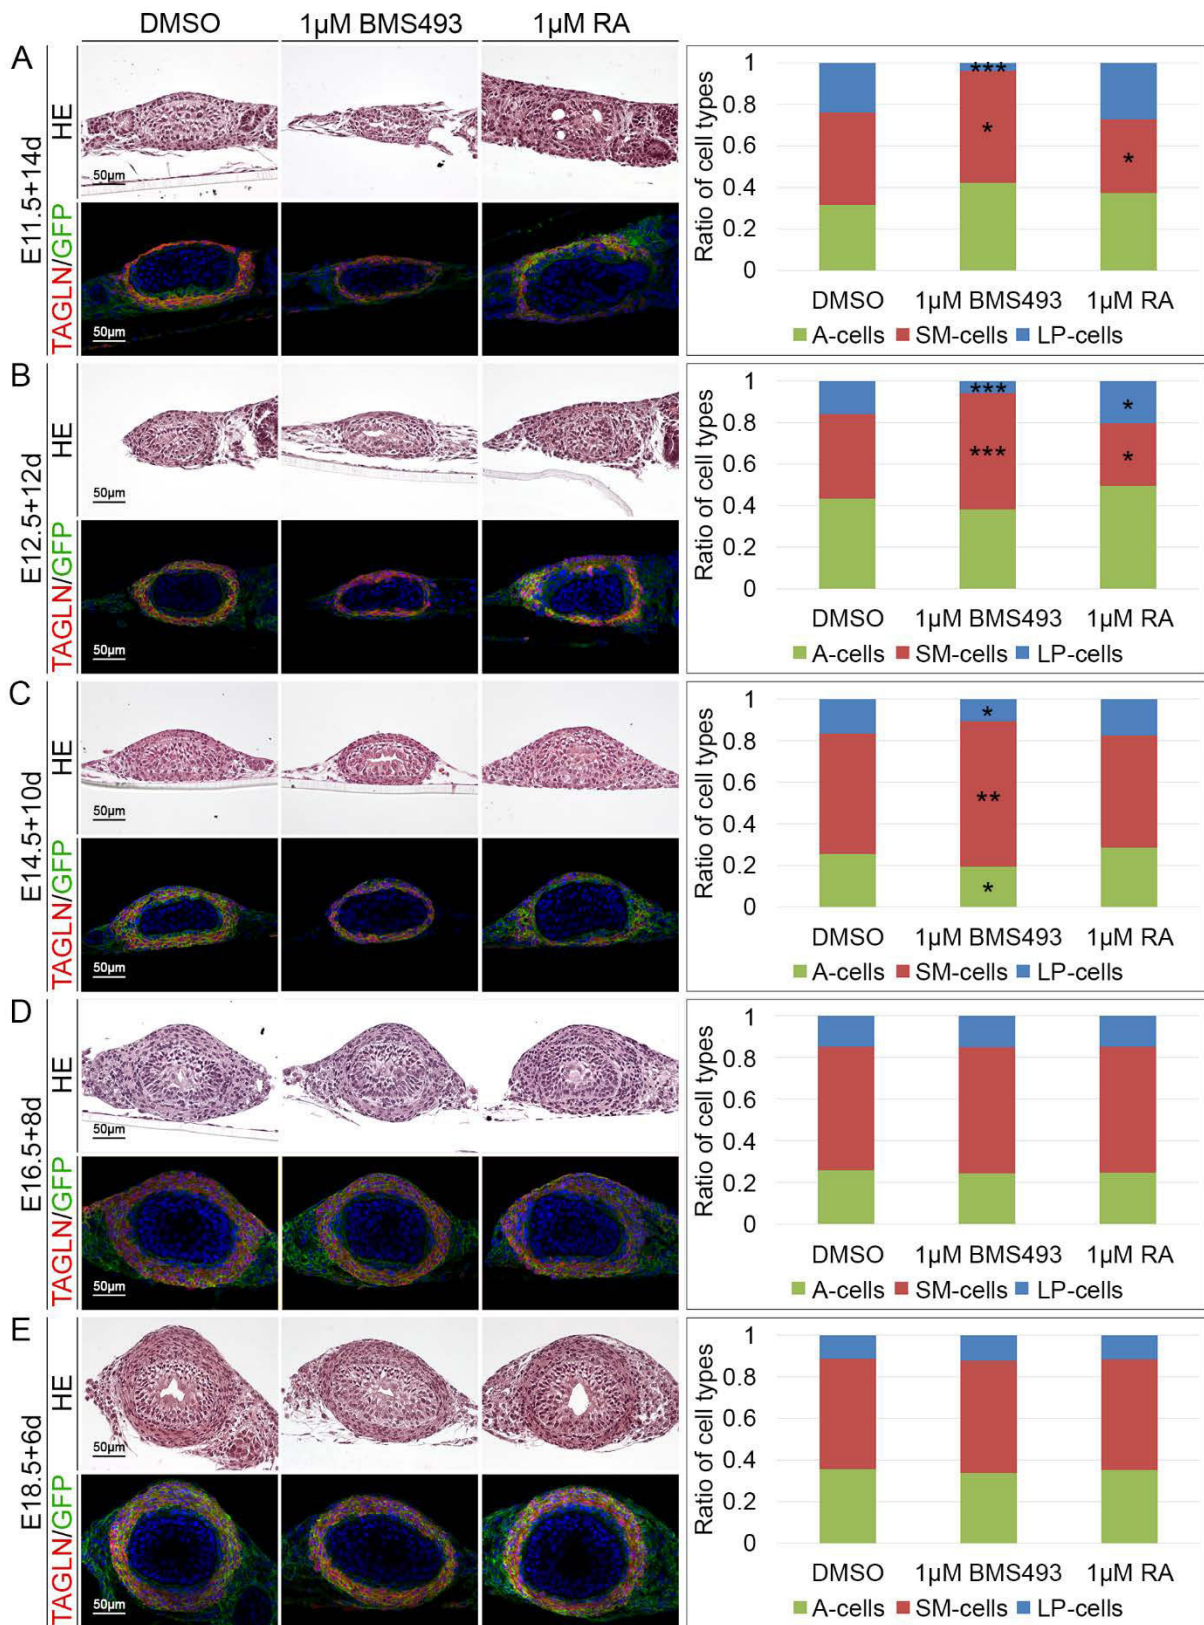 DMSO 1µM BMS493 1µM RA
A
E11.5+14d
HE
50µm
TAGLN/GFP
50µm
Ratio of cell types
1
0.8
0.6
0.4
0.2
0
***
*
*
DMSO 1µM BMS493 1µM RA
A-cells SM-cells LP-cells
B
E12.5+12d
HE
50µm
TAGLN/GFP
50µm
Ratio of cell types
1
0.8
0.6
0.4
0.2
0
***
***
*
*
DMSO 1µM BMS493 1µM RA
A-cells SM-cells LP-cells
C
E14.5+10d
HE
50µm
TAGLN/GFP
50µm
Ratio of cell types
1
0.8
0.6
0.4
0.2
0
*
**
*
DMSO 1µM BMS493 1µM RA
A-cells SM-cells LP-cells
D
E16.5+8d
HE
50µm
TAGLN/GFP
50µm
Ratio of cell types
1
0.8
0.6
0.4
0.2
0
DMSO 1µM BMS493 1µM RA
A-cells SM-cells LP-cells
E
E18.5+6d
HE
50µm
TAGLN/GFP
50µm
Ratio of cell types
1
0.8
0.6
0.4
0.2
0
DMSO 1µM BMS493 1µM RA
A-cells SM-cells LP-cells